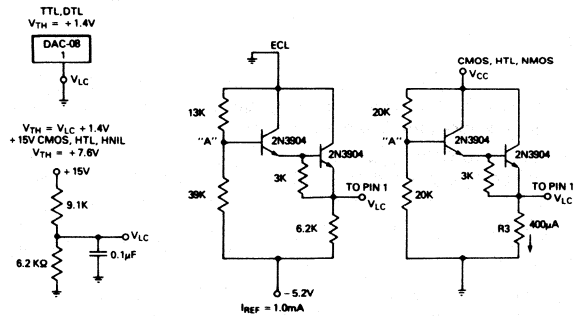 TTL,DTL
VTH = +1.4V
DAC-08
1
VLC
VTH = VLC + 1.4V
+15V CMOS, HTL, HNIL
VTH = +7.6V
+15V
9.1K
VLC
6.2 KΩ
0.1µF
ECL
13K
"A"
2N3904
2N3904
3K
39K
TO PIN 1
VLC
6.2K
–5.2V
IREF = 1.0mA
CMOS, HTL, NMOS
VCC
20K
"A"
2N3904
2N3904
3K
20K
TO PIN 1
VLC
R3
400µA